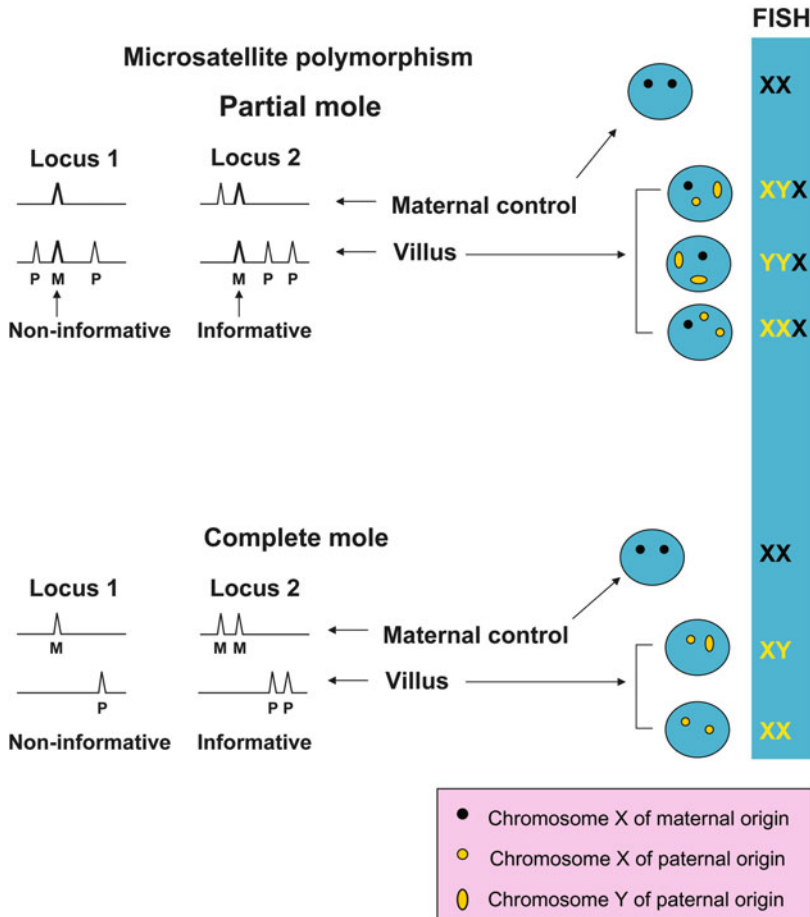 FISH
Microsatellite polymorphism
Partial mole
XX
Locus 1 Locus 2
Maternal control
XYX
Villus
P M P M P P
YYX
Non-informative Informative
XXX
Complete mole
XX
Locus 1 Locus 2
Maternal control
M M M
XY
Villus
P P P
Non-informative Informative
XX
Chromosome X of maternal origin
Chromosome X of paternal origin
Chromosome Y of paternal origin